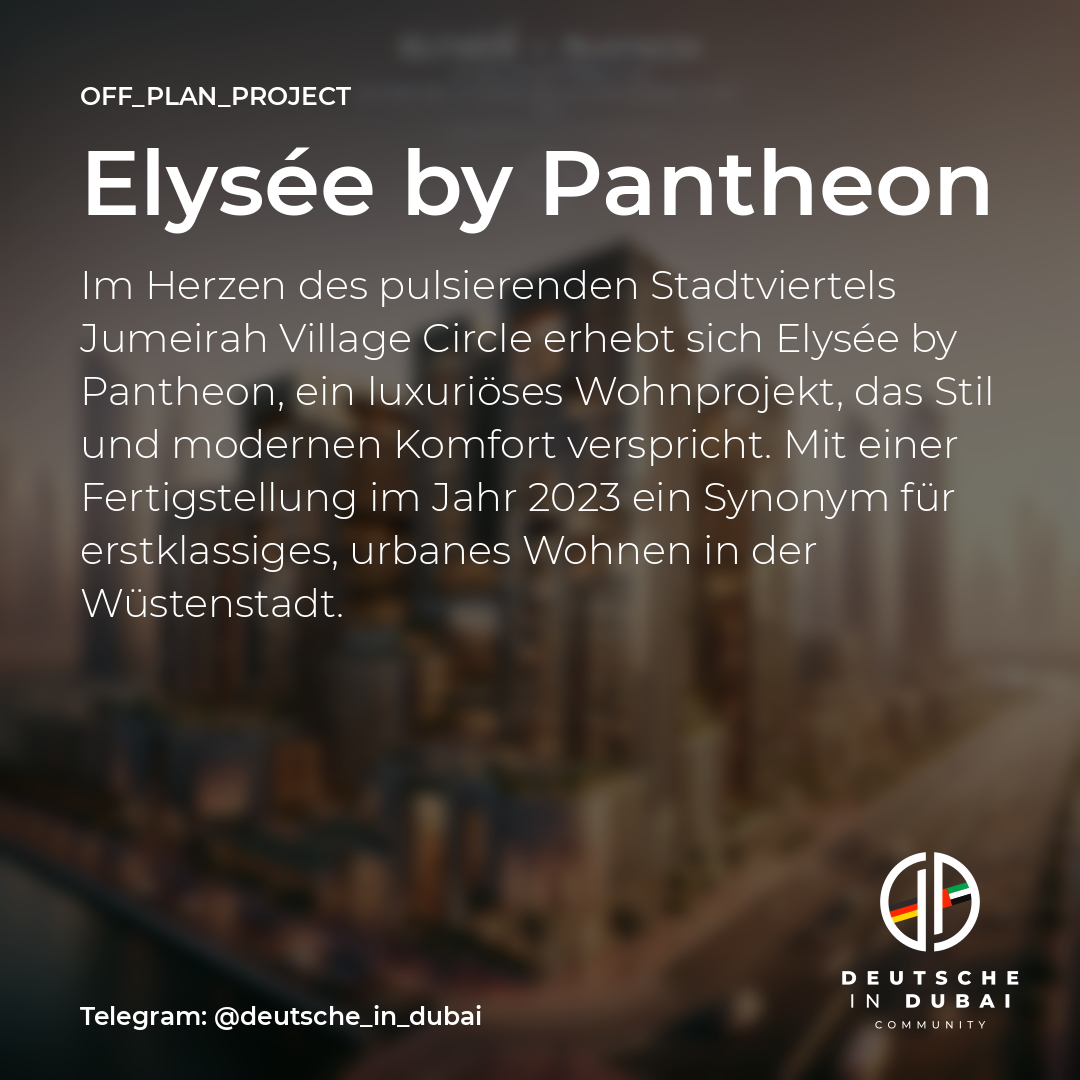 OFF_PLAN_PROJECT
Elysée by Pantheon
Im Herzen des pulsierenden Stadtviertels
Jumeirah Village Circle erhebt sich Elysée by
Pantheon, ein luxuriöses Wohnprojekt, das Stil
und modernen Komfort verspricht. Mit einer
Fertigstellung im Jahr 2023 ein Synonym für
erstklassiges, urbanes Wohnen in der
Wüstenstadt.
DEUTSCHE
IN DUBAI
COMMUNITY
Telegram: @deutsche_in_dubai